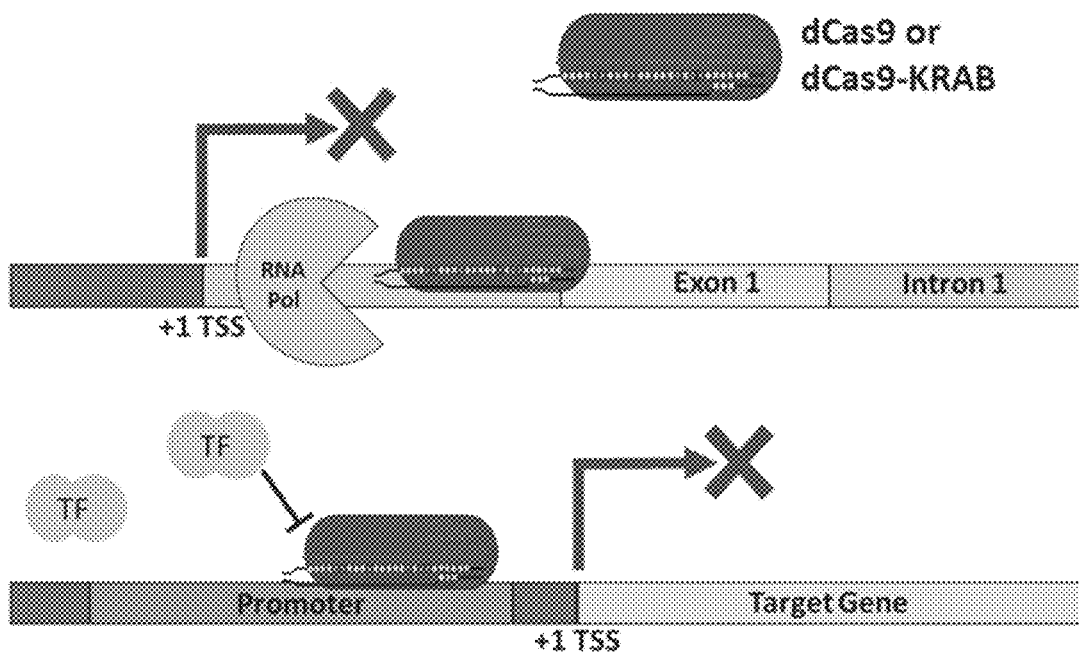 dCas9 or
dCas9-KRAB
RNA
Pol
Exon 1
Intron 1
+1 TSS
TF
TF
Promoter
Target Gene
+1 TSS